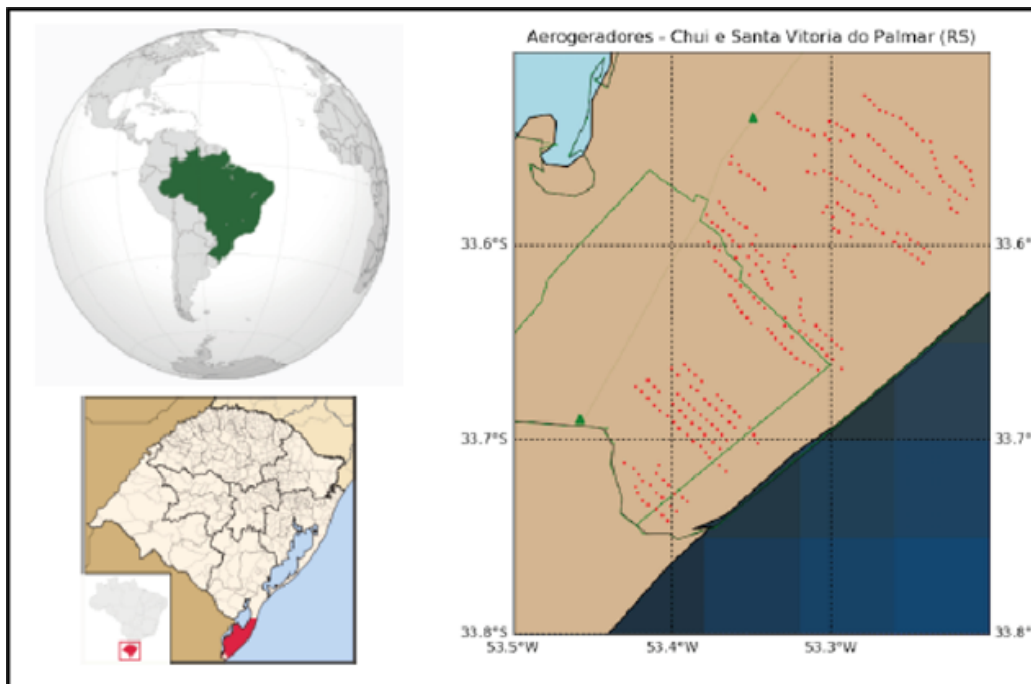 Aerogeradores - Chui e Santa Vitoria do Palmar (RS)
33.6°S
33.6°
33.7°S
33.7°
33.8°S
33.8°
53.5°W
53.4°W
53.3°W